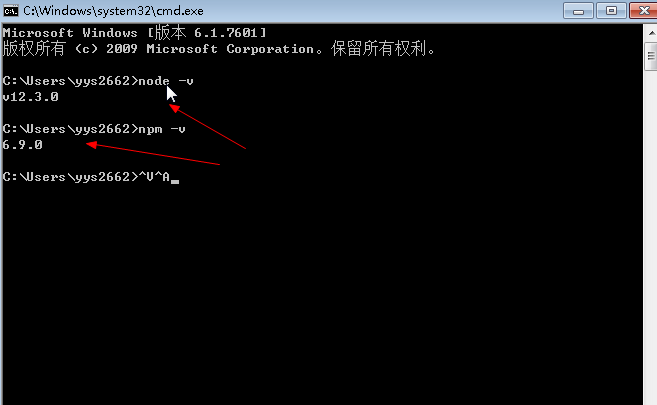 C:\Windows\system32\cmd.exe
Microsoft Windows [版本 6.1.7601]
版权所有 (c) 2009 Microsoft Corporation。保留所有权利。
C:\Users\yys2662>node -v
v12.3.0
C:\Users\yys2662>npm -v
6.9.0
C:\Users\yys2662>^V^A_